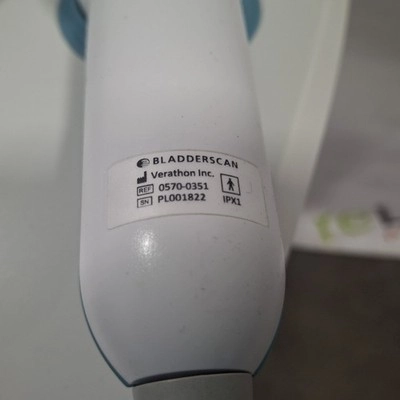 BLADDERSCAN
Verathon Inc.
REF 0570-0351
SN PL001822 IPX1